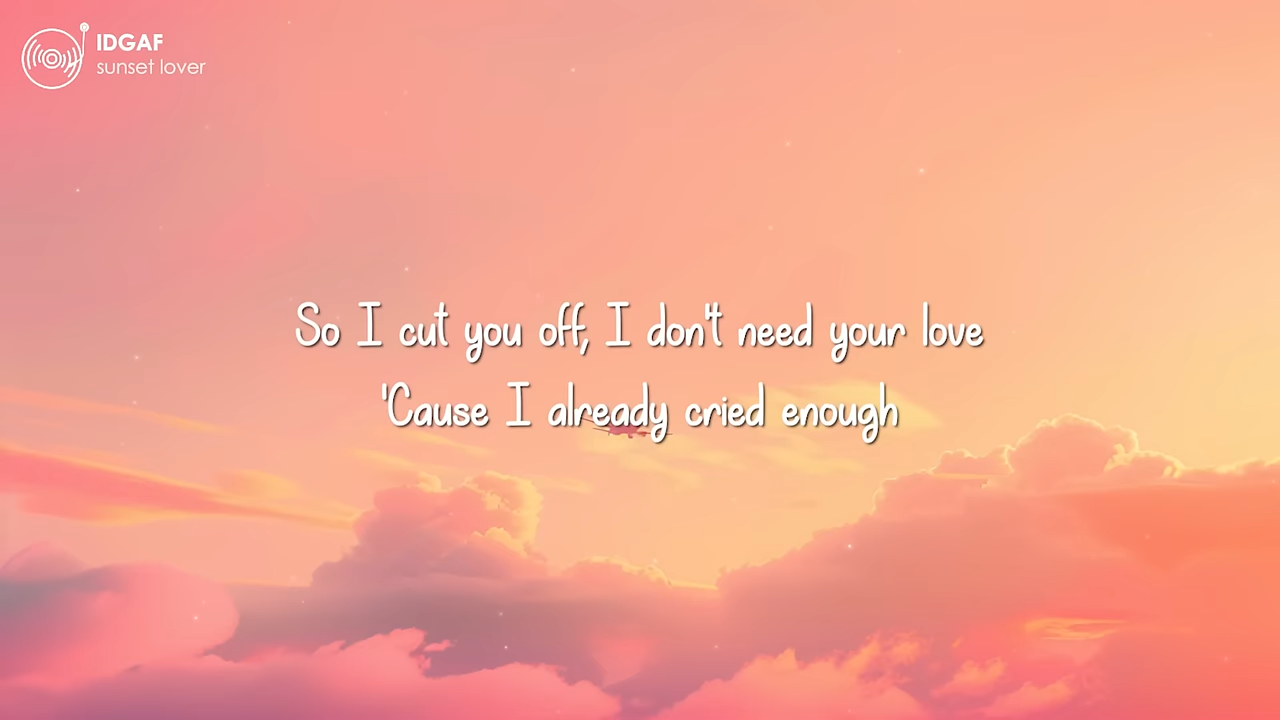 IDGAF
sunset lover
So I cut you off, I don't need your love
'Cause I already cried enough